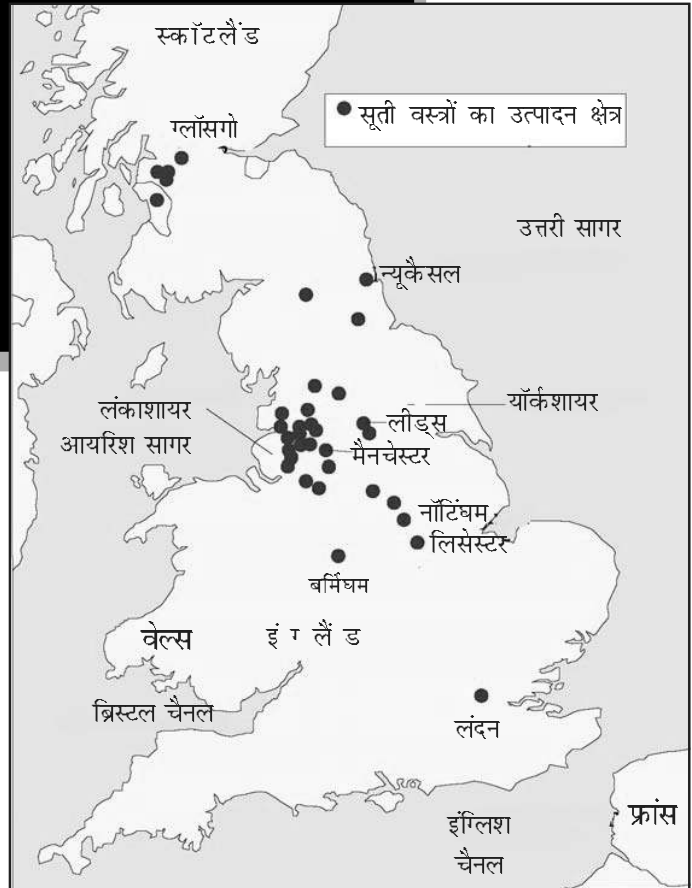 स्कॉटलैंड
सूती वस्त्रों का उत्पादन क्षेत्र
ग्लॉसगो
उत्तरी सागर
न्यूकैसल
यॉर्कशायर
लंकाशायर
लीड्स
आयरिश सागर
मैनचेस्टर
नॉटिंघम
लिसेस्टर
बर्मिंघम
वेल्स
इंग्लैंड
ब्रिस्टल चैनल
लंदन
फ्रांस
इंग्लिश
चैनल